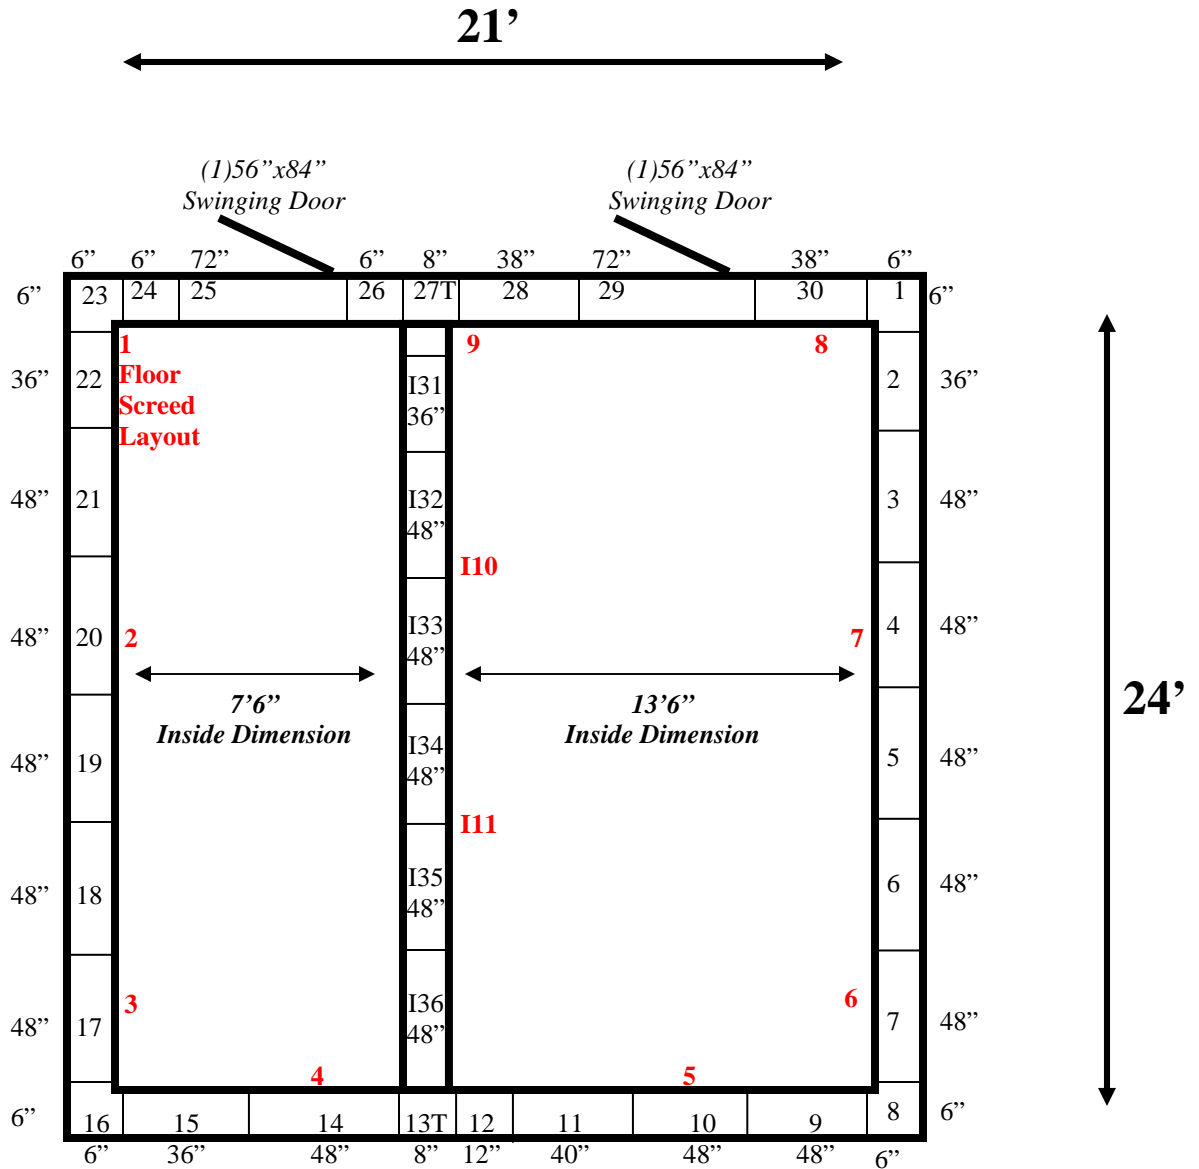 21’
(1)56”x84”
Swinging Door
(1)56”x84”
Swinging Door
6” 6” 72” 6” 8” 38” 72” 38” 6”
6” 23 24 25 26 27T 28 29 30 1 6”
1 9 8
Floor
Screed
Layout
36” 22 I31 2 36”
36”
48” 21 I32 3 48”
48”
I10
48” 20 2 I33 7 4 48”
48”
7’6”
Inside Dimension
13’6”
Inside Dimension
24’
48” 19 I34 5 48”
48”
I11
48” 18 I35 6 48”
48”
48” 17 3 I36 6 7 48”
48”
4 5
6” 16 15 14 13T 12 11 10 9 8 6”
6” 36” 48” 8” 12” 40” 48” 48” 6”